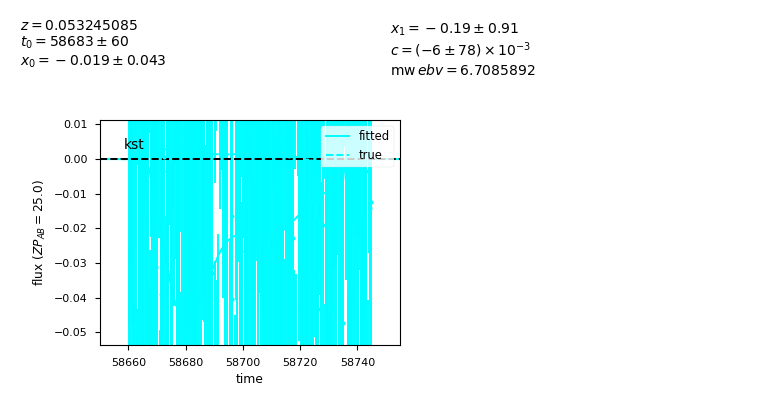 z = 0.053245085
t₀ = 58683 ± 60
x₀ = −0.019 ± 0.043
x₁ = −0.19 ± 0.91
c = (−6 ± 78) × 10⁻³
mw ebv = 6.7085892
0.01
0.00
−0.01
−0.02
−0.03
−0.04
−0.05
flux (ZP_AB = 25.0)
kst
fitted
true
58660 58680 58700 58720 58740
time